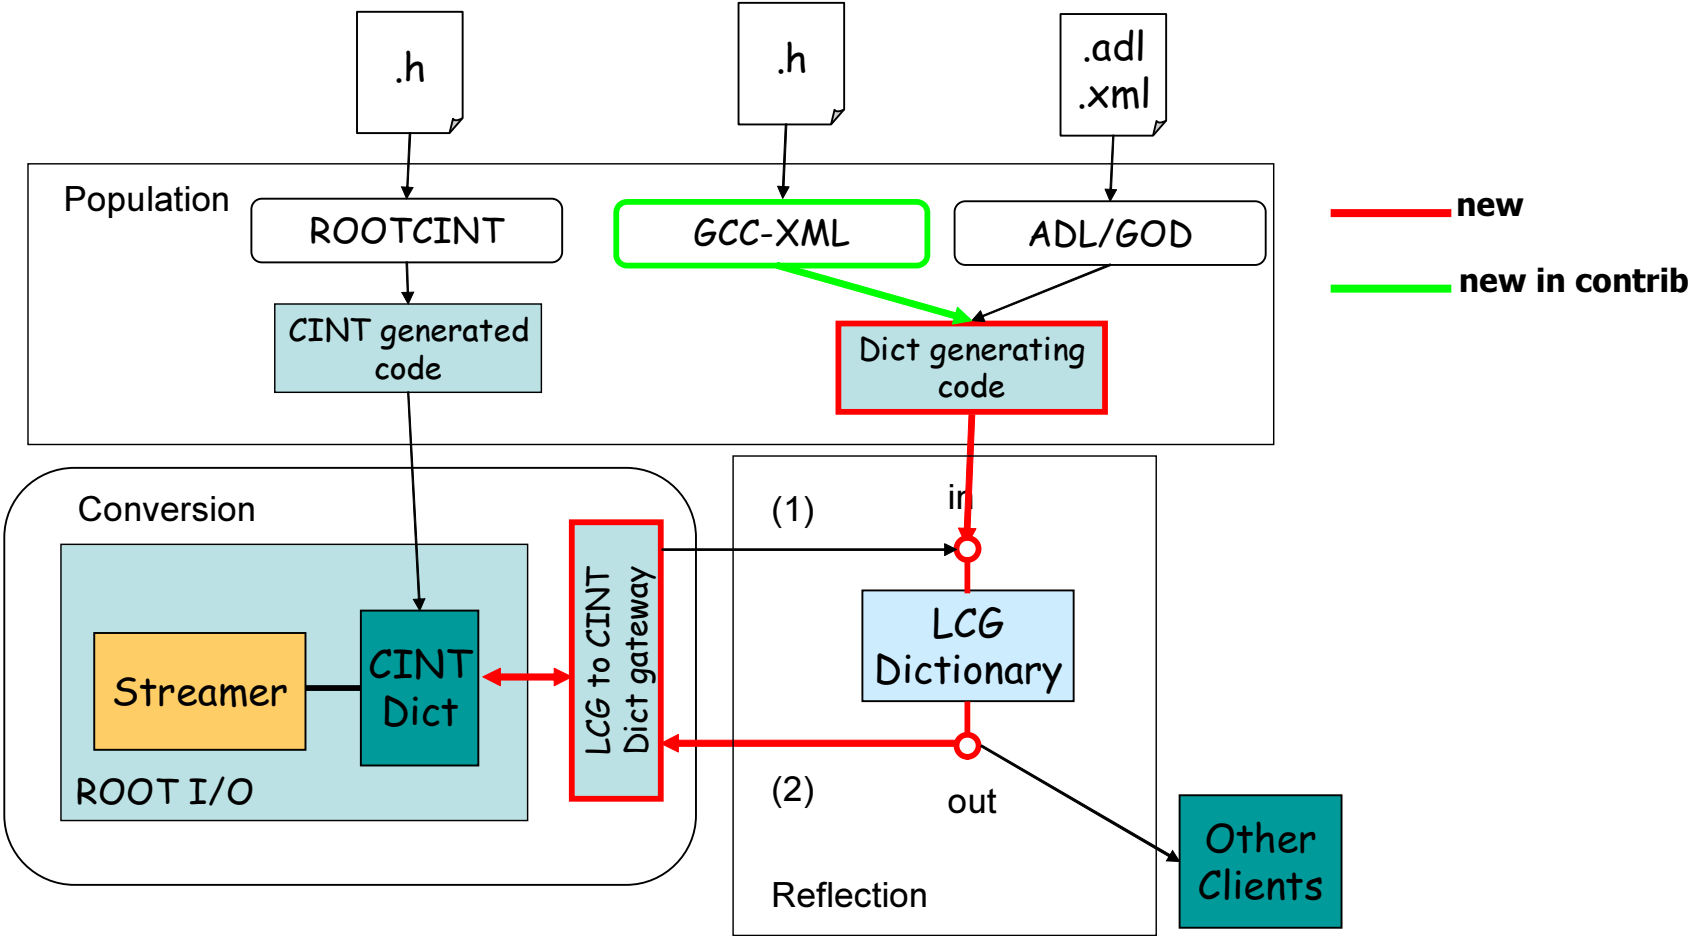 .h
.h
.adl
.xml
Population
ROOTCINT
GCC-XML
ADL/GOD
new
new in contrib
CINT generated
code
Dict generating
code
Conversion
(1)
in
LCG to CINT
Dict gateway
LCG
Dictionary
Streamer
CINT
Dict
ROOT I/O
(2)
out
Other
Clients
Reflection